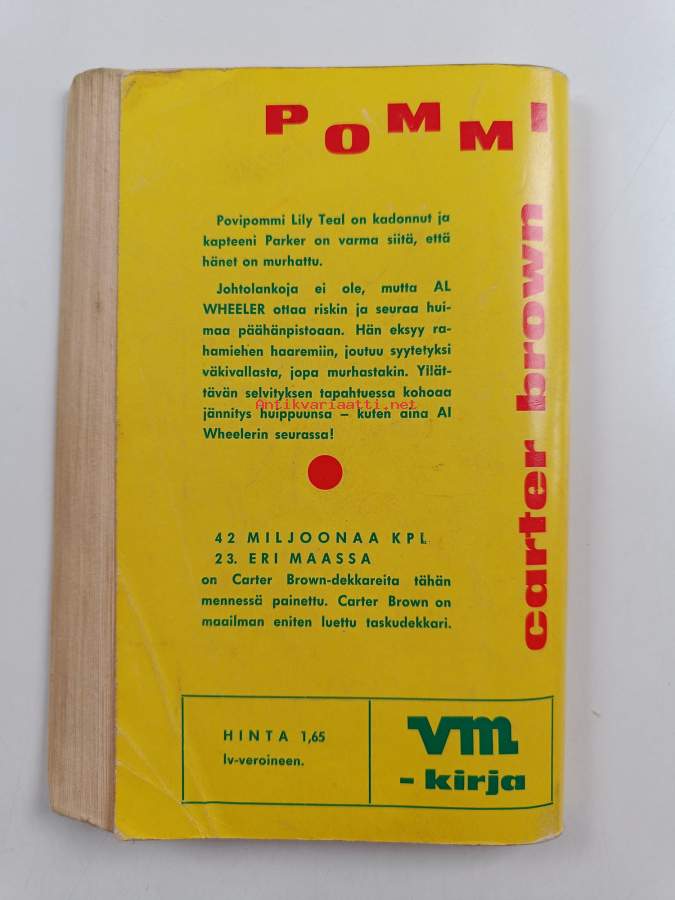 POMMI
carter brown
Povipommi Lily Teal on kadonnut ja
kapteeni Parker on varma siitä, että
hänet on murhattu.
Johtolankoja ei ole, mutta AL
WHEELER ottaa riskin ja seuraa hui-
maa päähänpistoaan. Hän eksyy ra-
hamiehen haaremiin, joutuu syytetyksi
väkivallasta, jopa murhastakin. Yllät-
tävän selvityksen tapahtuessa kohoaa
jännitys huippuunsa – kuten aina Al
Wheelerin seurassa!
Antikvariaatti.net
42 MILJOONAA KPL
23. ERI MAASSA
on Carter Brown-dekkareita tähän
mennessä painettu. Carter Brown on
maailman eniten luettu taskudekkari.
HINTA 1,65
lv-veroineen.
vm
- kirja